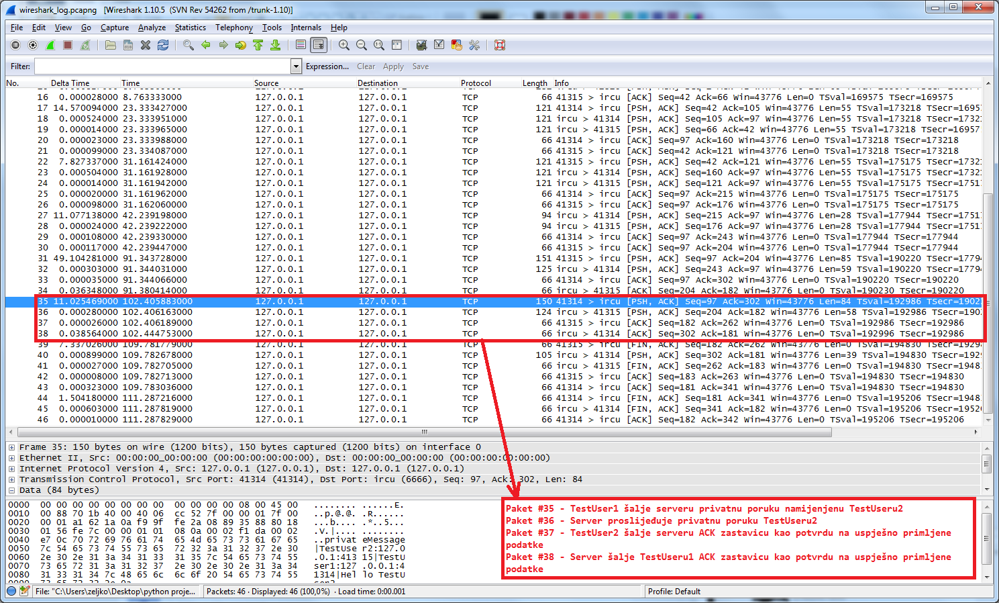 wireshark_log.pcapng [Wireshark 1.10.5 (SVN Rev 54262 from /trunk-1.10)]
File Edit View Go Capture Analyze Statistics Telephony Tools Internals Help
Filter: Expression... Clear Apply Save
No. Delta Time Time Source Destination Protocol Length Info
16 0.000028000 8.763333000 127.0.0.1 127.0.0.1 TCP 66 41315 > ircu [ACK] Seq=42 Ack=66 Win=43776 Len=0 TSval=169575 TSecr=169575
17 14.570094000 23.333427000 127.0.0.1 127.0.0.1 TCP 121 41314 > ircu [PSH, ACK] Seq=42 Ack=105 Win=43776 Len=55 TSval=173218 TSecr=1695
18 0.000524000 23.333951000 127.0.0.1 127.0.0.1 TCP 121 ircu > 41314 [PSH, ACK] Seq=105 Ack=97 Win=43776 Len=55 TSval=173218 TSecr=1732
19 0.000014000 23.333965000 127.0.0.1 127.0.0.1 TCP 121 ircu > 41315 [PSH, ACK] Seq=66 Ack=42 Win=43776 Len=55 TSval=173218 TSecr=16957
20 0.000023000 23.333988000 127.0.0.1 127.0.0.1 TCP 66 41314 > ircu [ACK] Seq=97 Ack=160 Win=43776 Len=0 TSval=173218 TSecr=173218
21 0.000099000 23.334087000 127.0.0.1 127.0.0.1 TCP 66 41315 > ircu [ACK] Seq=42 Ack=121 Win=43776 Len=0 TSval=173218 TSecr=173218
22 7.827337000 31.161424000 127.0.0.1 127.0.0.1 TCP 121 41315 > ircu [PSH, ACK] Seq=42 Ack=121 Win=43776 Len=55 TSval=175175 TSecr=1732
23 0.000504000 31.161928000 127.0.0.1 127.0.0.1 TCP 121 ircu > 41314 [PSH, ACK] Seq=160 Ack=97 Win=43776 Len=55 TSval=175175 TSecr=1732
24 0.000014000 31.161942000 127.0.0.1 127.0.0.1 TCP 121 ircu > 41315 [PSH, ACK] Seq=121 Ack=97 Win=43776 Len=55 TSval=175175 TSecr=1751
25 0.000020000 31.161962000 127.0.0.1 127.0.0.1 TCP 66 41314 > ircu [ACK] Seq=97 Ack=215 Win=43776 Len=0 TSval=175175 TSecr=175175
26 0.000098000 31.162060000 127.0.0.1 127.0.0.1 TCP 66 41315 > ircu [ACK] Seq=97 Ack=176 Win=43776 Len=0 TSval=175175 TSecr=175175
27 11.077138000 42.239198000 127.0.0.1 127.0.0.1 TCP 94 ircu > 41314 [PSH, ACK] Seq=215 Ack=97 Win=43776 Len=28 TSval=177944 TSecr=1751
28 0.000024000 42.239222000 127.0.0.1 127.0.0.1 TCP 94 ircu > 41315 [PSH, ACK] Seq=176 Ack=97 Win=43776 Len=28 TSval=177944 TSecr=1751
29 0.000108000 42.239330000 127.0.0.1 127.0.0.1 TCP 66 41314 > ircu [ACK] Seq=97 Ack=243 Win=43776 Len=0 TSval=177944 TSecr=177944
30 0.000117000 42.239447000 127.0.0.1 127.0.0.1 TCP 66 41315 > ircu [ACK] Seq=97 Ack=204 Win=43776 Len=0 TSval=177944 TSecr=177944
31 49.104281000 91.343728000 127.0.0.1 127.0.0.1 TCP 151 41315 > ircu [PSH, ACK] Seq=97 Ack=204 Win=43776 Len=85 TSval=190220 TSecr=1779
32 0.000303000 91.344031000 127.0.0.1 127.0.0.1 TCP 125 ircu > 41314 [PSH, ACK] Seq=243 Ack=97 Win=43776 Len=59 TSval=190220 TSecr=1779
33 0.000035000 91.344066000 127.0.0.1 127.0.0.1 TCP 66 41314 > ircu [ACK] Seq=97 Ack=302 Win=43776 Len=0 TSval=190220 TSecr=190220
34 0.036348000 91.380414000 127.0.0.1 127.0.0.1 TCP 66 ircu > 41315 [ACK] Seq=204 Ack=182 Win=43776 Len=0 TSval=190230 TSecr=190220
35 11.025469000 102.405883000 127.0.0.1 127.0.0.1 TCP 150 41314 > ircu [PSH, ACK] Seq=97 Ack=302 Win=43776 Len=84 TSval=192986 TSecr=1902
36 0.000280000 102.406163000 127.0.0.1 127.0.0.1 TCP 124 ircu > 41315 [PSH, ACK] Seq=204 Ack=182 Win=43776 Len=58 TSval=192986 TSecr=1902
37 0.000026000 102.406189000 127.0.0.1 127.0.0.1 TCP 66 41315 > ircu [ACK] Seq=182 Ack=262 Win=43776 Len=0 TSval=192986 TSecr=192986
38 0.038564000 102.444753000 127.0.0.1 127.0.0.1 TCP 66 ircu > 41314 [ACK] Seq=302 Ack=181 Win=43776 Len=0 TSval=192996 TSecr=192986
39 7.337026000 109.781779000 127.0.0.1 127.0.0.1 TCP 66 41315 > ircu [FIN, ACK] Seq=182 Ack=262 Win=43776 Len=0 TSval=194830 TSecr=1929
40 0.000899000 109.782678000 127.0.0.1 127.0.0.1 TCP 105 ircu > 41314 [PSH, ACK] Seq=302 Ack=181 Win=43776 Len=39 TSval=194830 TSecr=1929
41 0.000027000 109.782705000 127.0.0.1 127.0.0.1 TCP 66 ircu > 41315 [FIN, ACK] Seq=262 Ack=183 Win=43776 Len=0 TSval=194830 TSecr=1948
42 0.000008000 109.782713000 127.0.0.1 127.0.0.1 TCP 66 41315 > ircu [ACK] Seq=183 Ack=263 Win=43776 Len=0 TSval=194830 TSecr=194830
43 0.000323000 109.783036000 127.0.0.1 127.0.0.1 TCP 66 41314 > ircu [ACK] Seq=181 Ack=341 Win=43776 Len=0 TSval=194830 TSecr=194830
44 1.504180000 111.287216000 127.0.0.1 127.0.0.1 TCP 66 41314 > ircu [FIN, ACK] Seq=181 Ack=341 Win=43776 Len=0 TSval=195206 TSecr=1948
45 0.000603000 111.287819000 127.0.0.1 127.0.0.1 TCP 66 ircu > 41314 [FIN, ACK] Seq=341 Ack=182 Win=43776 Len=0 TSval=195206 TSecr=1952
46 0.000010000 111.287829000 127.0.0.1 127.0.0.1 TCP 66 41314 > ircu [ACK] Seq=182 Ack=342 Win=43776 Len=0 TSval=195206 TSecr=195206
Frame 35: 150 bytes on wire (1200 bits), 150 bytes captured (1200 bits) on interface 0
Ethernet II, Src: 00:00:00_00:00:00 (00:00:00:00:00:00), Dst: 00:00:00_00:00:00 (00:00:00:00:00:00)
Internet Protocol Version 4, Src: 127.0.0.1 (127.0.0.1), Dst: 127.0.0.1 (127.0.0.1)
Transmission Control Protocol, Src Port: 41314 (41314), Dst Port: ircu (6666), Seq: 97, Ack: 302, Len: 84
Data (84 bytes)
0000 00 00 00 00 00 00 00 00 00 00 00 00 08 00 45 00 ........ ......E.
0010 00 88 70 1b 40 00 40 06 cc 52 7f 00 00 01 7f 00 ..p.@.@. .R......
0020 00 01 a1 62 1a 0a f9 9f fe 2a 08 89 35 88 80 18 ...b.... .*..5...
0030 01 56 fe 7c 00 00 01 01 08 0a 00 02 f1 da 00 02 .V.|.... ........
0040 e7 0c 70 72 69 76 61 74 65 4d 65 73 73 61 67 65 ..privat eMessage
0050 7c 54 65 73 74 55 73 65 72 32 3a 31 32 37 2e 30 |TestUse r2:127.0
0060 2e 30 2e 31 3a 34 31 33 31 35 7c 54 65 73 74 55 .0.1:413 15|TestU
0070 73 65 72 31 3a 31 32 37 2e 30 2e 30 2e 31 3a 34 ser1:127 .0.0.1:4
0080 31 33 31 34 7c 48 65 6c 6c 6f 20 54 65 73 74 55 1314|Hel lo TestU
Paket #35 - TestUser1 šalje serveru privatnu poruku namijenjenu TestUseru2
Paket #36 - Server proslijeđuje privatnu poruku TestUseru2
Paket #37 - TestUser2 šalje serveru ACK zastavicu kao potvrdu na uspješno primljene
podatke
Paket #38 - Server šalje TestUseru1 ACK zastavicu kao potvrdu na uspješno primljene
podatke
File: "C:\Users\zeljko\Desktop\python proje... Packets: 46 · Displayed: 46 (100,0%) · Load time: 0:00.001 Profile: Default